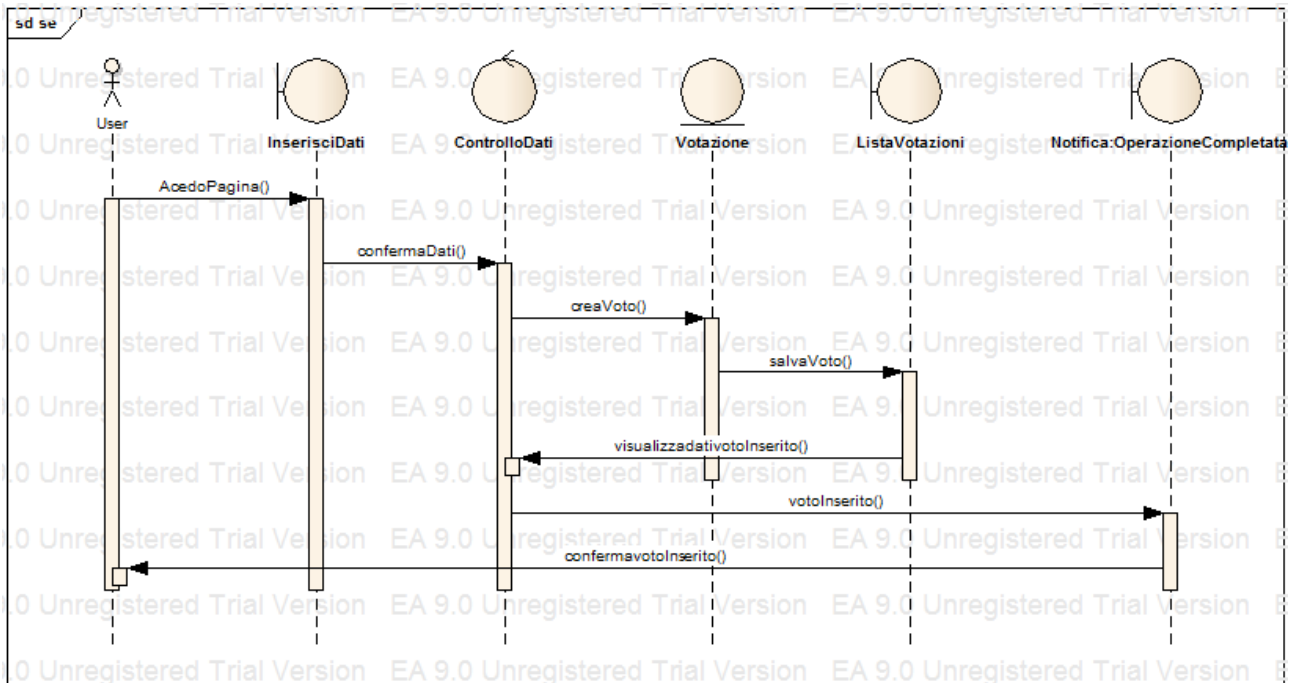 sd se
User
InserisciDati
ControlloDati
Votazione
ListaVotazioni
Notifica:OperazioneCompletata
AcedoPagina()
confermaDati()
creaVoto()
salvaVoto()
visualizzadativotoInserito()
votoInserito()
confermavotoInserito()
EA 9.0 Unregistered Trial Version